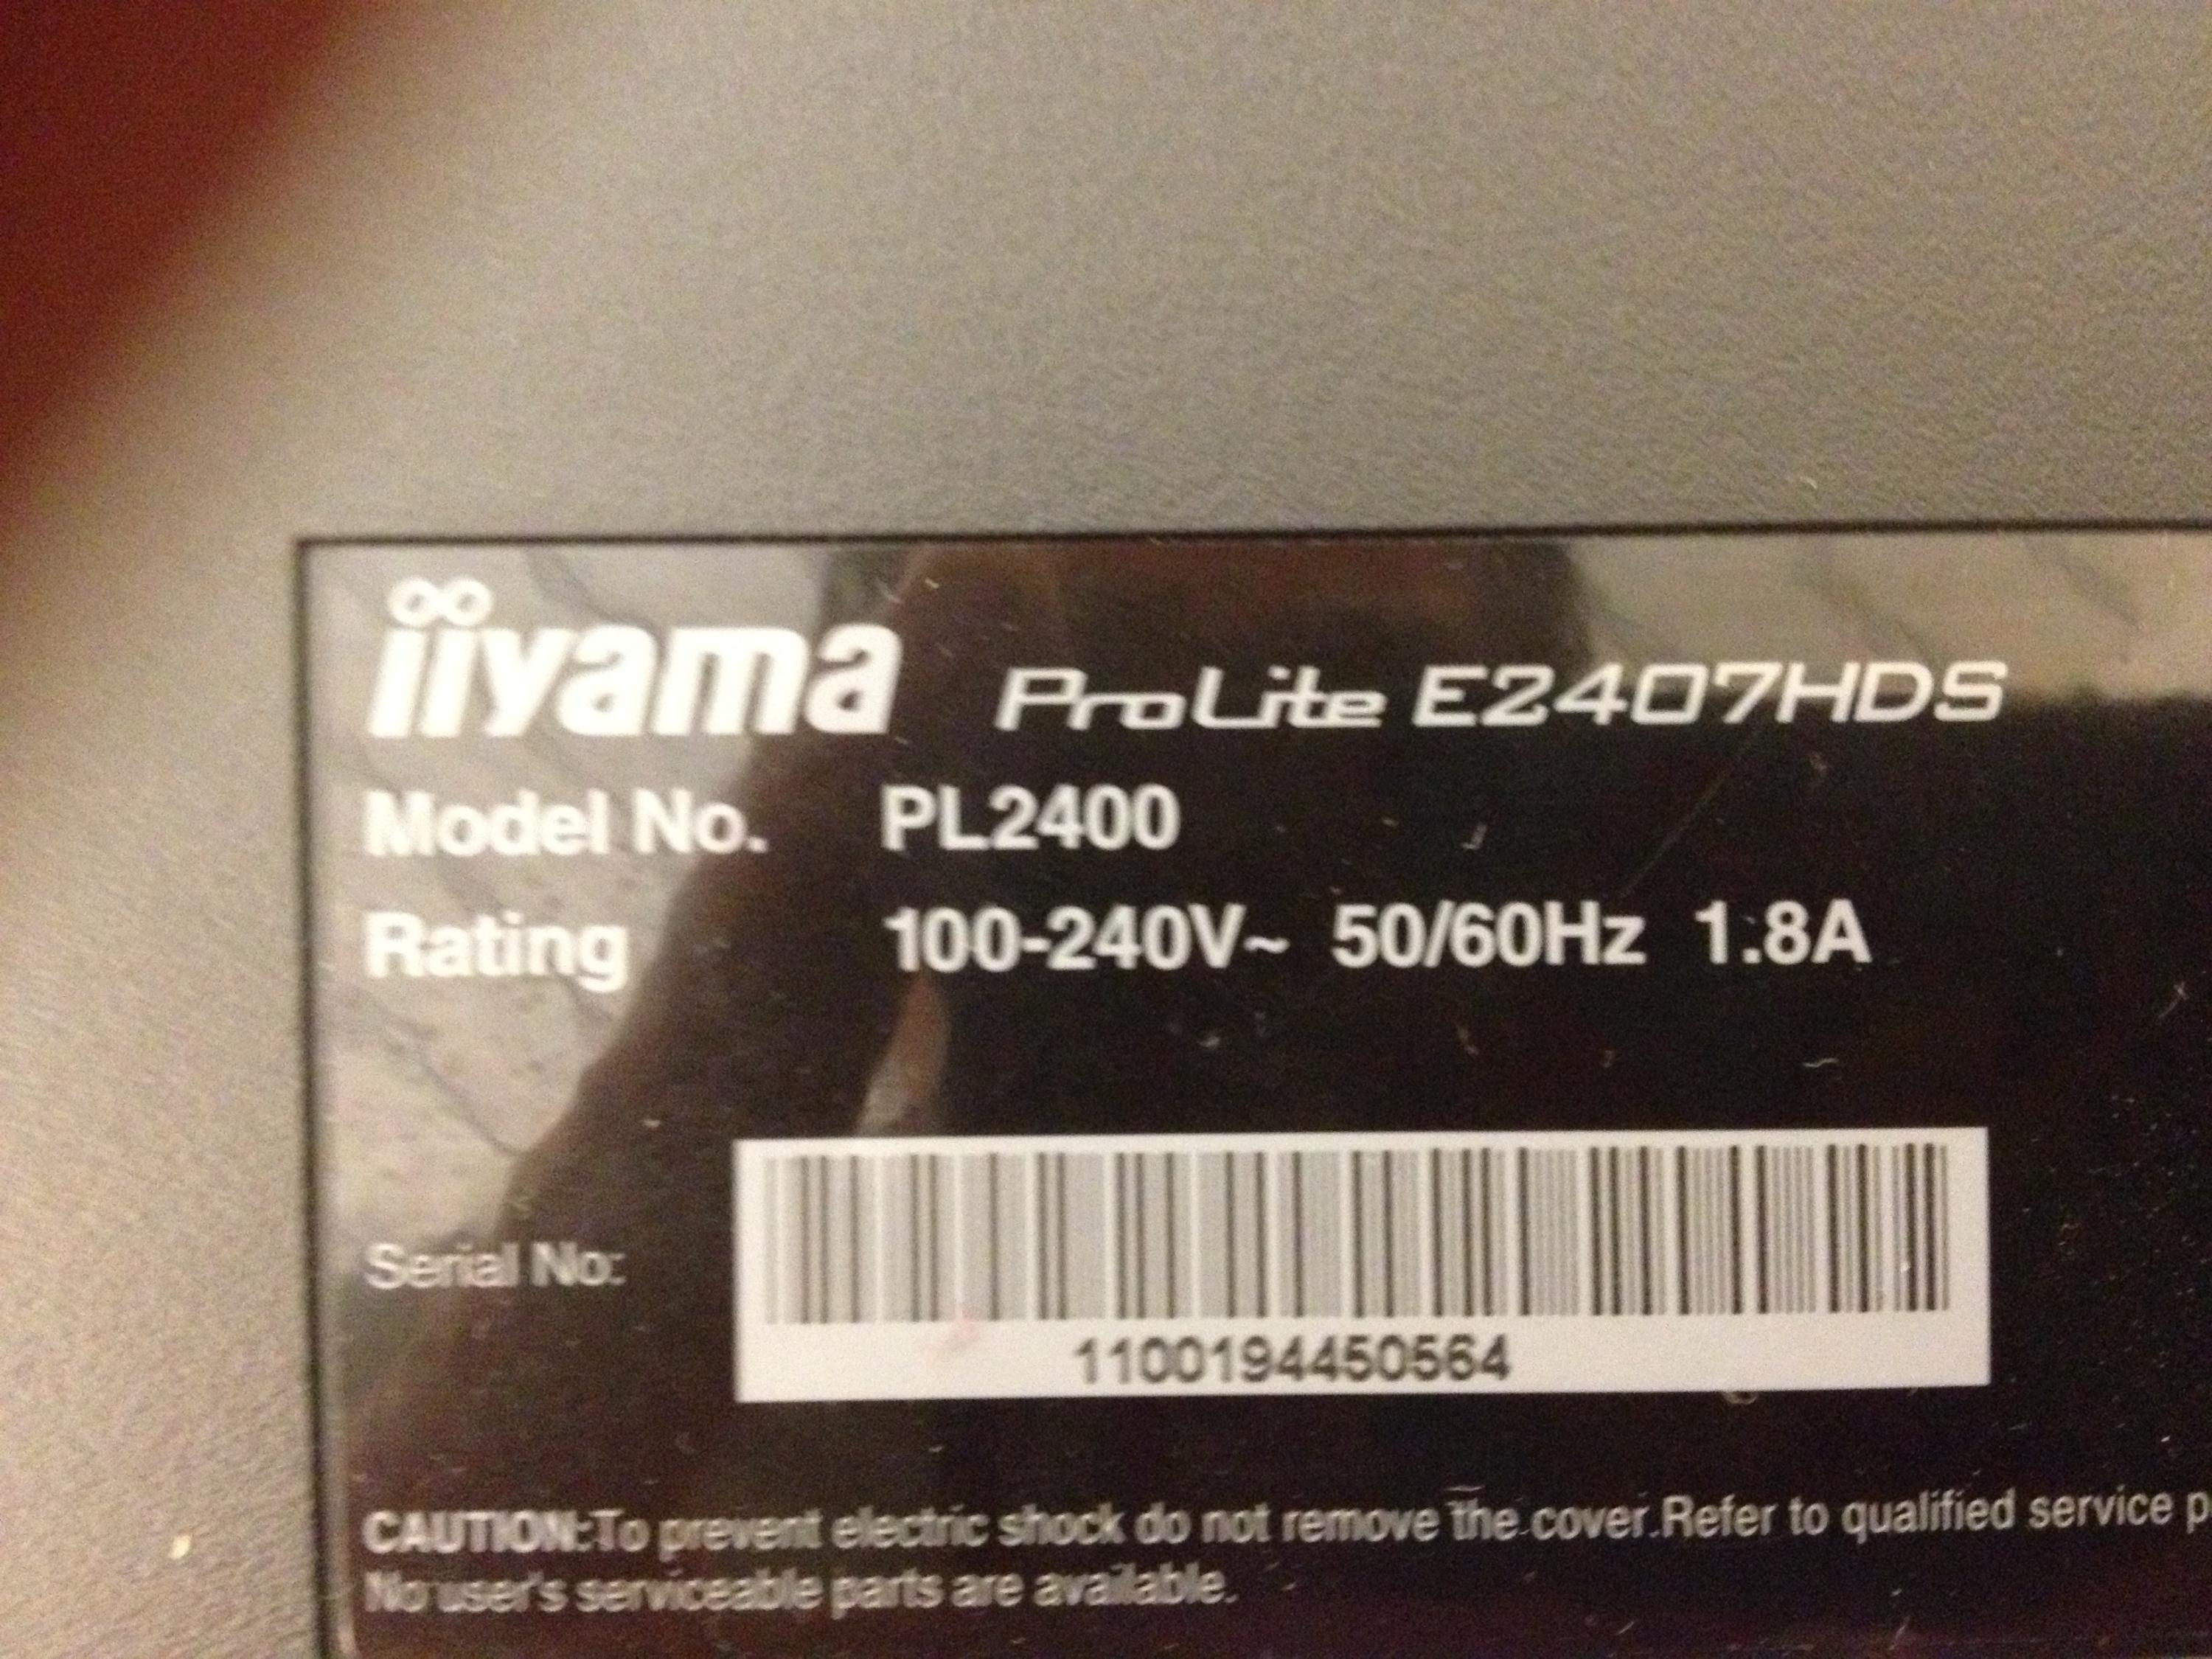 iiyama ProLite E2407HDS
Model No. PL2400
Rating 100-240V~ 50/60Hz 1.8A
Serial No:
1100194450564
CAUTION:To prevent electric shock do not remove the cover.Refer to qualified service
No user's serviceable parts are available.